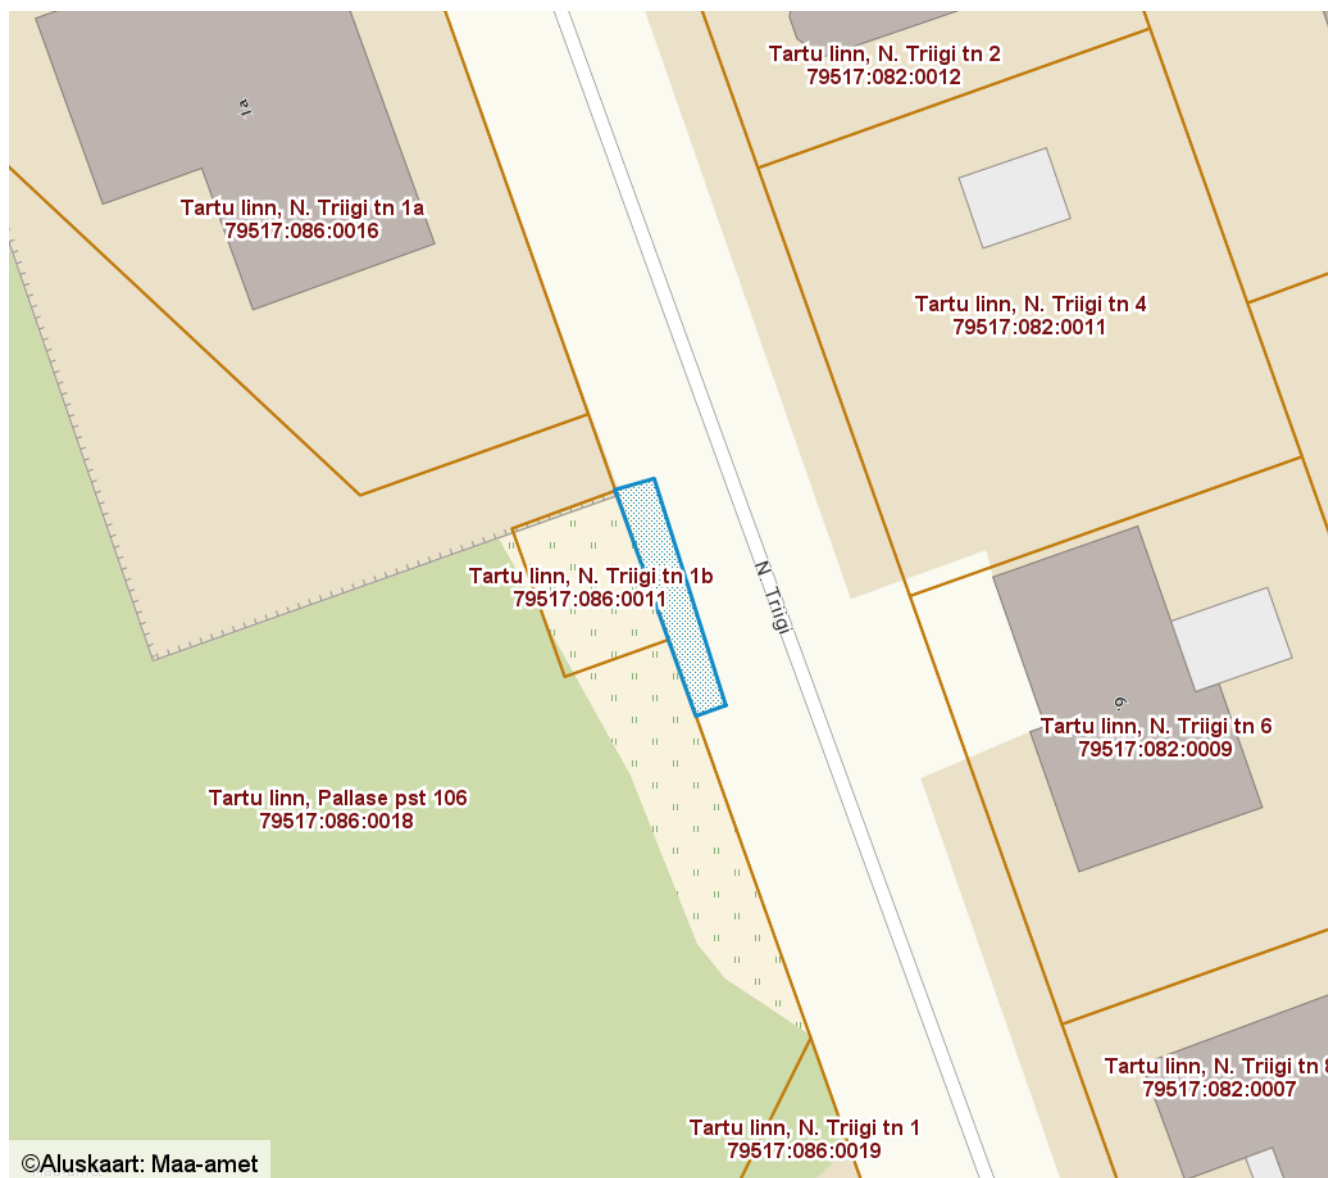 Tartu linn, N. Triigi tn 2
79517:082:0012
1a
Tartu linn, N. Triigi tn 1a
79517:086:0016
Tartu linn, N. Triigi tn 4
79517:082:0011
Tartu linn, N. Triigi tn 1b
79517:086:0011
N. Triigi
6
Tartu linn, N. Triigi tn 6
79517:082:0009
Tartu linn, Pallase pst 106
79517:086:0018
Tartu linn, N. Triigi tn 8
79517:082:0007
Tartu linn, N. Triigi tn 1
79517:086:0019
©Aluskaart: Maa-amet